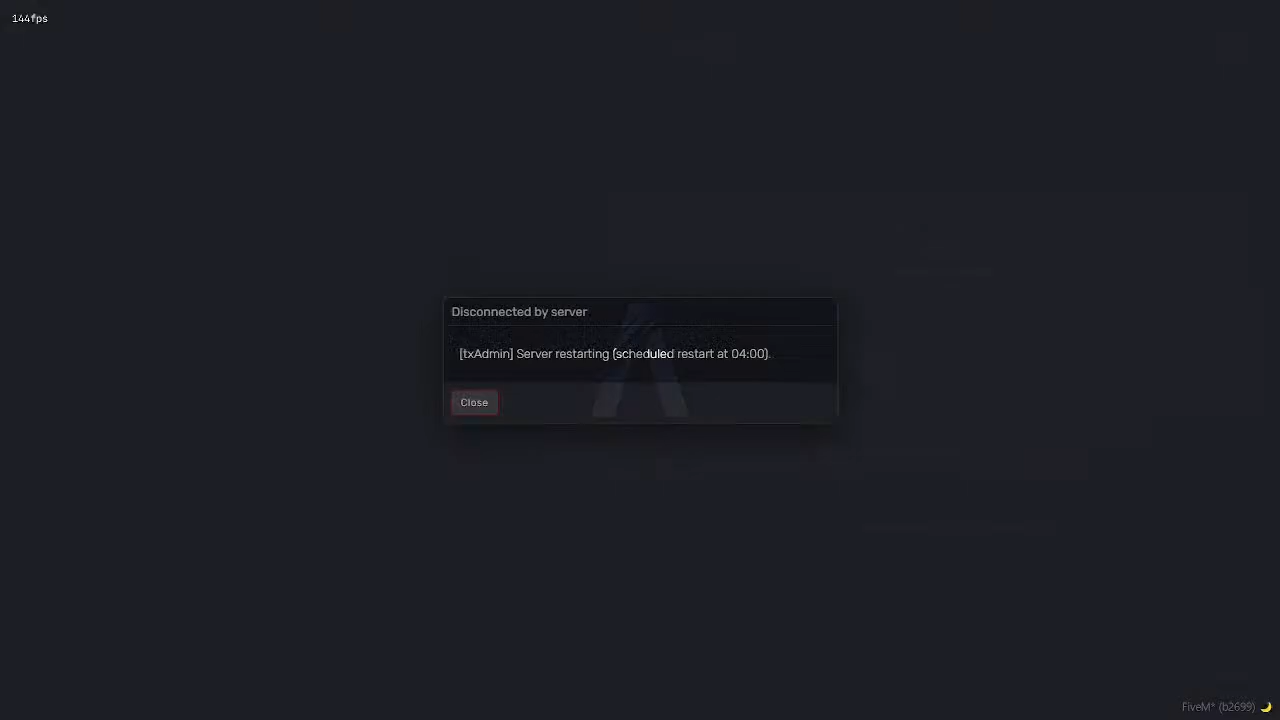 144fps
Disconnected by server
[txAdmin] Server restarting (scheduled restart at 04:00).
Close
FiveM* (b2699) 🌙